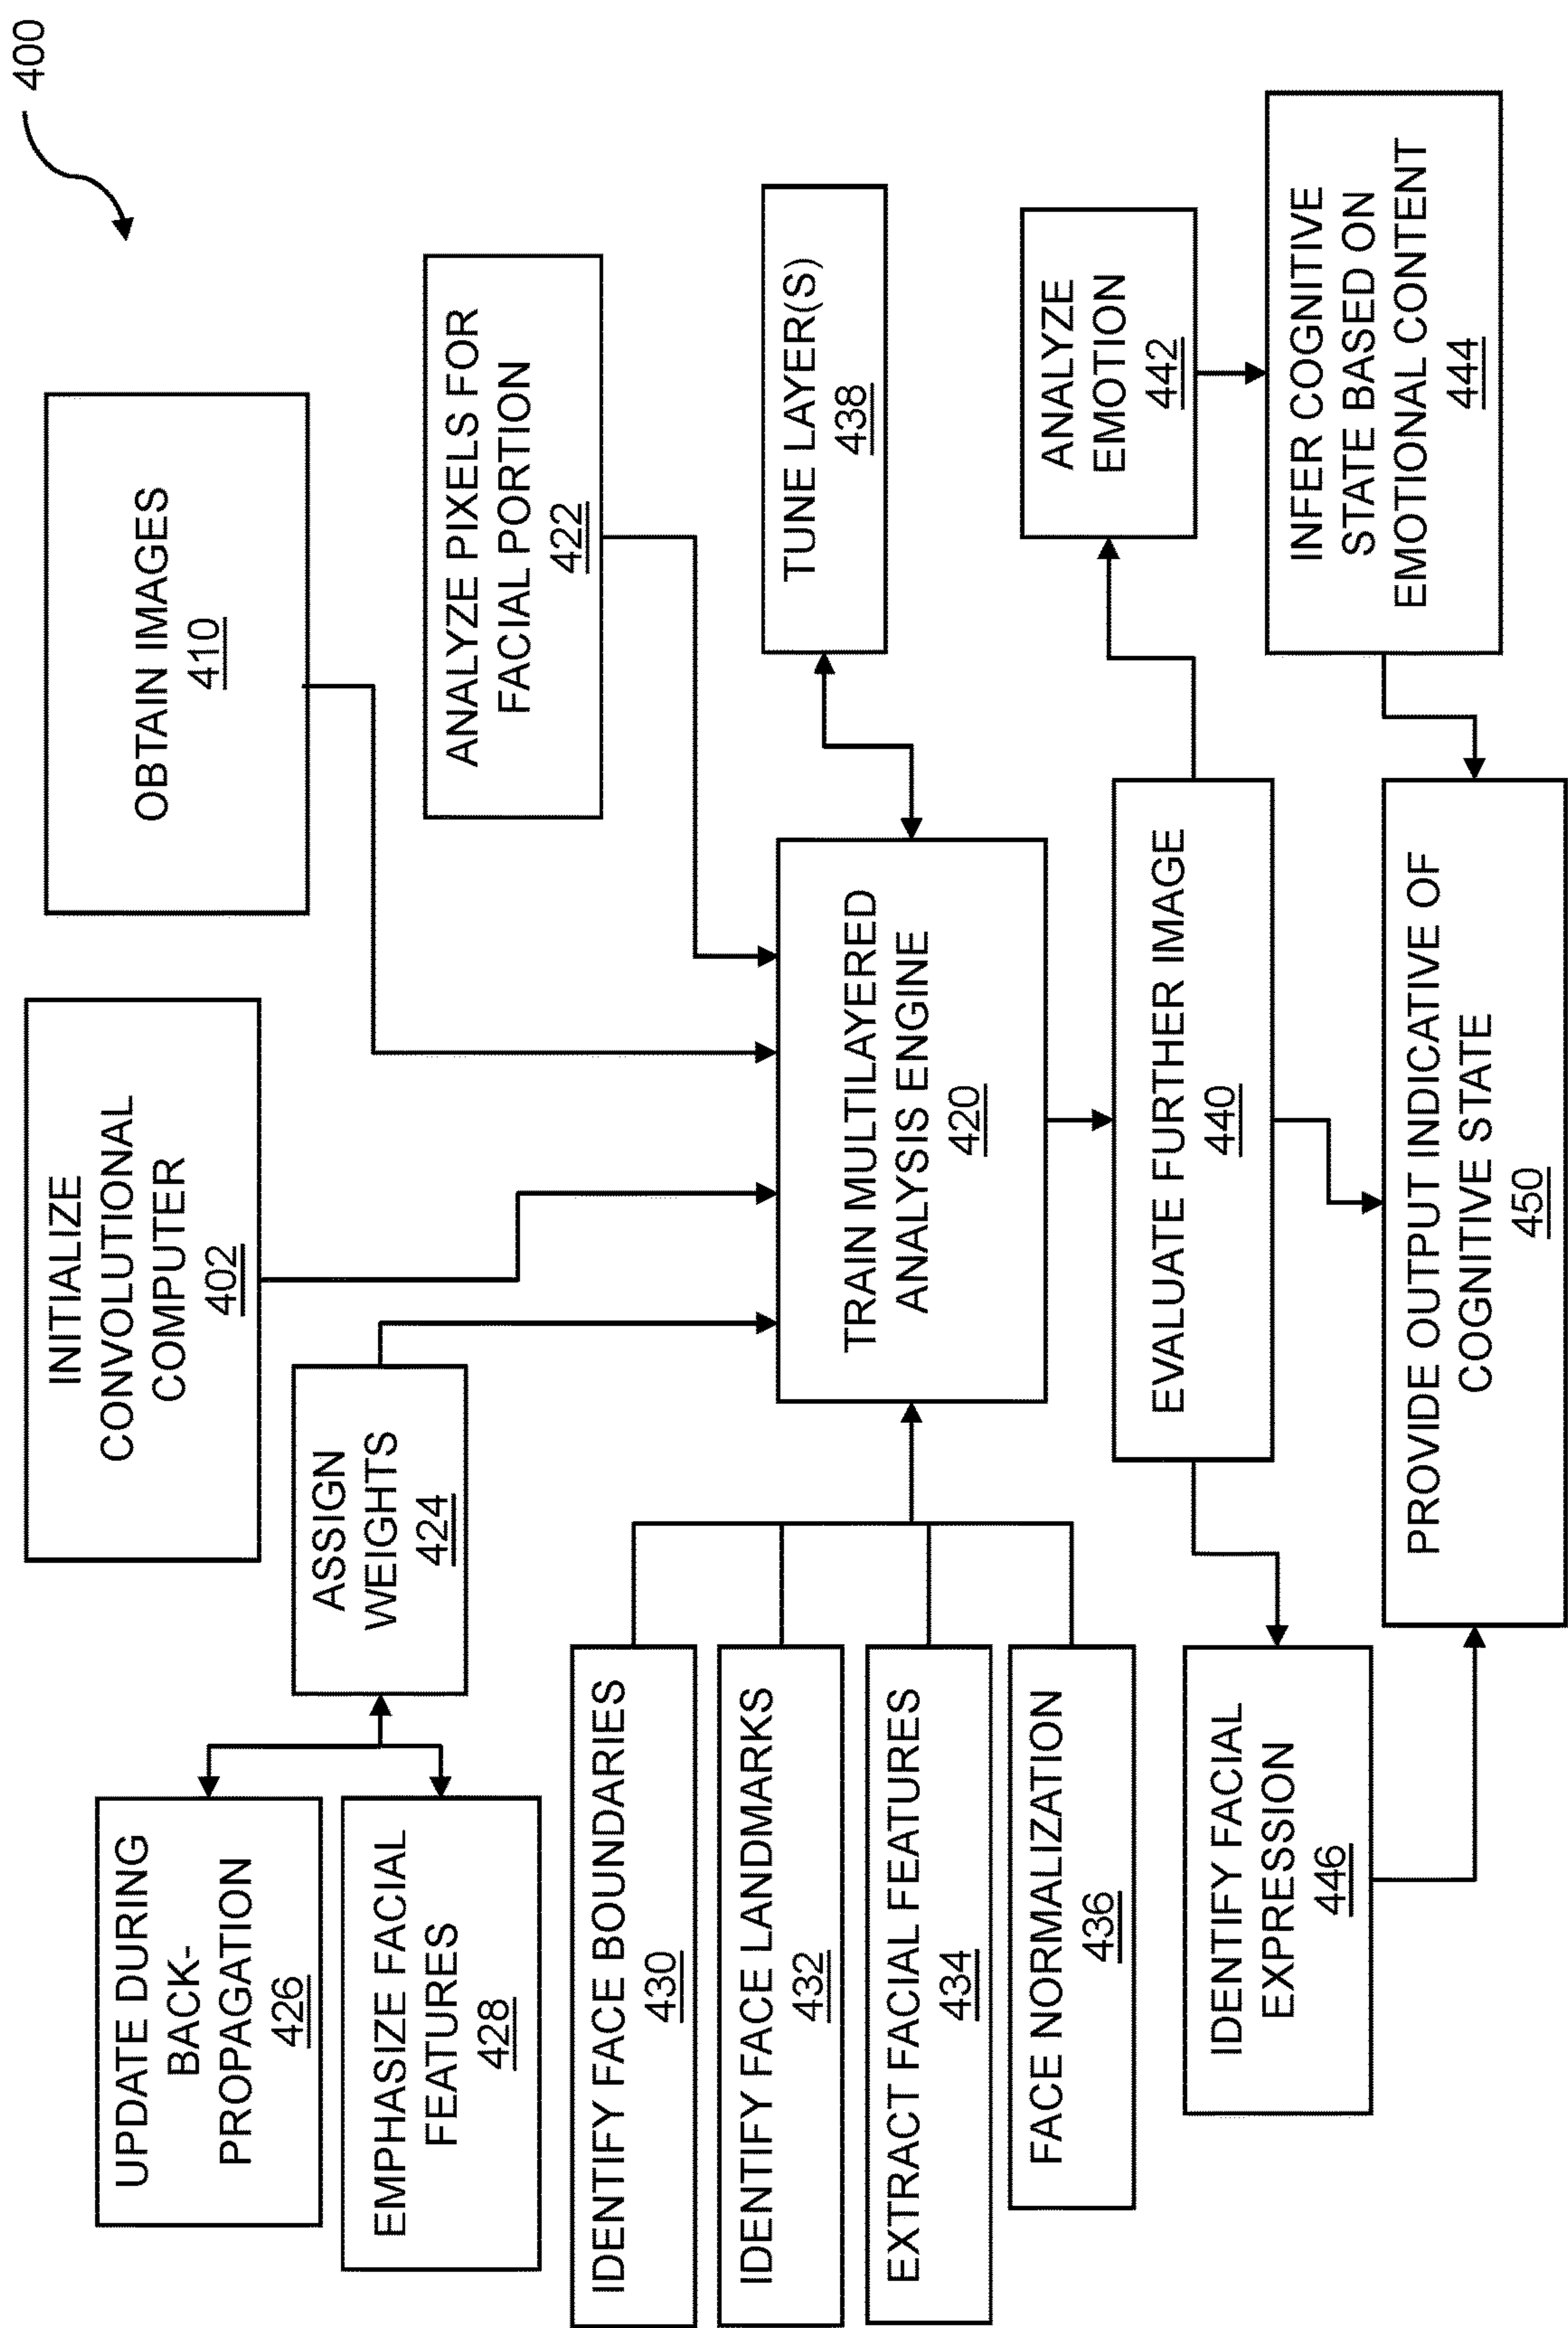 400
INITIALIZE
CONVOLUTIONAL
COMPUTER
402
OBTAIN IMAGES
410
UPDATE DURING
BACK-
PROPAGATION
426
ASSIGN
WEIGHTS
424
EMPHASIZE FACIAL
FEATURES
428
ANALYZE PIXELS FOR
FACIAL PORTION
422
IDENTIFY FACE BOUNDARIES
430
IDENTIFY FACE LANDMARKS
432
EXTRACT FACIAL FEATURES
434
FACE NORMALIZATION
436
TRAIN MULTILAYERED
ANALYSIS ENGINE
420
TUNE LAYER(S)
438
EVALUATE FURTHER IMAGE
440
ANALYZE
EMOTION
442
IDENTIFY FACIAL
EXPRESSION
446
INFER COGNITIVE
STATE BASED ON
EMOTIONAL CONTENT
444
PROVIDE OUTPUT INDICATIVE OF
COGNITIVE STATE
450